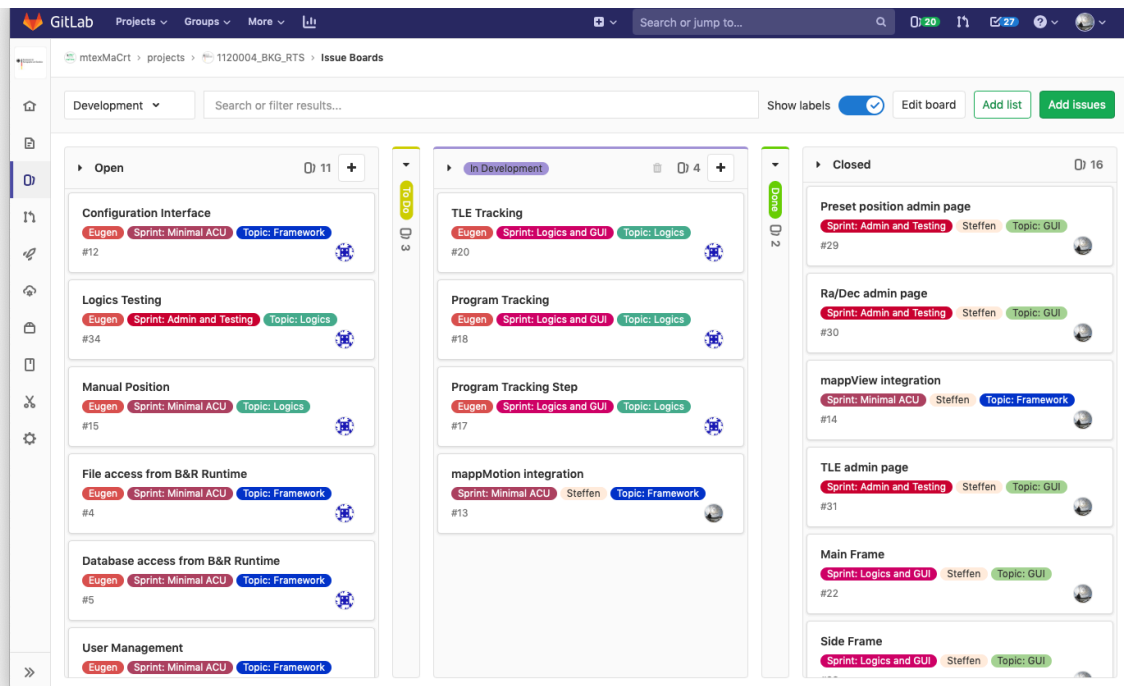 GitLab Projects Groups More Search or jump to... 20 27
mtexMaCrt › projects › 1120004_BKG_RTS › Issue Boards
Development Search or filter results... Show labels Edit board Add list Add issues
Open 11
Configuration Interface
Eugen Sprint: Minimal ACU Topic: Framework
#12
Logics Testing
Eugen Sprint: Admin and Testing Topic: Logics
#34
Manual Position
Eugen Sprint: Minimal ACU Topic: Logics
#15
File access from B&R Runtime
Eugen Sprint: Minimal ACU Topic: Framework
#4
Database access from B&R Runtime
Eugen Sprint: Minimal ACU Topic: Framework
#5
User Management
Eugen Sprint: Minimal ACU Topic: Framework
To Do 3
In Development 4
TLE Tracking
Eugen Sprint: Logics and GUI Topic: Logics
#20
Program Tracking
Eugen Sprint: Logics and GUI Topic: Logics
#18
Program Tracking Step
Eugen Sprint: Logics and GUI Topic: Logics
#17
mappMotion integration
Sprint: Minimal ACU Steffen Topic: Framework
#13
Done 2
Closed 16
Preset position admin page
Sprint: Admin and Testing Steffen Topic: GUI
#29
Ra/Dec admin page
Sprint: Admin and Testing Steffen Topic: GUI
#30
mappView integration
Sprint: Minimal ACU Steffen Topic: Framework
#14
TLE admin page
Sprint: Admin and Testing Steffen Topic: GUI
#31
Main Frame
Sprint: Logics and GUI Steffen Topic: GUI
#22
Side Frame
Sprint: Logics and GUI Steffen Topic: GUI